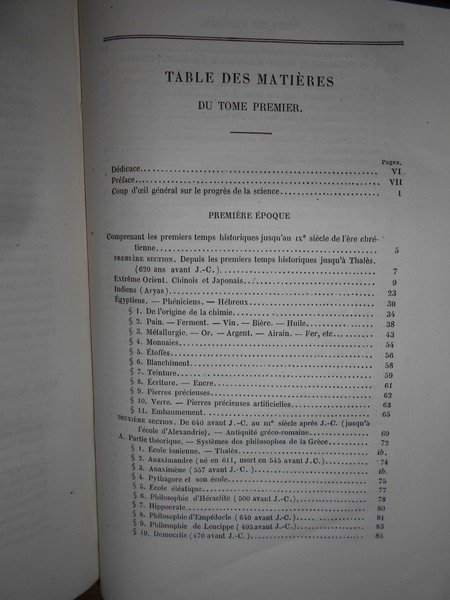 TABLE DES MATIÈRES
DU TOME PREMIER.
Pages.
Dédicace VI
Préface VII
Coup d'œil général sur le progrès de la science 1
PREMIÈRE ÉPOQUE
Comprenant les premiers temps historiques jusqu'au IXe siècle de l'ère chré-
tienne 5
PREMIÈRE SECTION. Depuis les premiers temps historiques jusqu'à Thalès.
(620 ans avant J.-C.) 7
Extrême Orient. Chinois et Japonais 9
Indiens (Aryas) 23
Égyptiens. — Phéniciens. — Hébreux 30
§ 1. De l'origine de la chimie 34
§ 2. Pain. — Ferment. — Vin. — Bière. — Huile 38
§ 3. Métallurgie. — Or. — Argent. — Airain. — Fer, etc 43
§ 4. Monnaies 54
§ 5. Étoffes 56
§ 6. Blanchiment 58
§ 7. Teinture 59
§ 8. Écriture. — Encre 61
§ 9. Pierres précieuses 62
§ 10. Verre. — Pierres précieuses artificielles 63
§ 11. Embaumement 65
DEUXIÈME SECTION. De 640 avant J.-C. au IIIe siècle après J.-C. (jusqu'à
l'école d'Alexandrie). — Antiquité gréco-romaine 69
A. Partie théorique. — Systèmes des philosophes de la Grèce 72
§ 1. École ionienne, — Thalès ib.
§ 2. Anaximandre (né en 611, mort en 545 avant J.-C.) 74
§ 3. Anaximène (557 avant J.-C.) ib.
§ 4. Pythagore et son école 75
§ 5. École éléatique 77
§ 6. Philosophie d'Héraclite (500 avant J.-C.) 78
§ 7. Hippocrate 80
§ 8. Philosophie d'Empédocle (640 avant J.-C.) 81
§ 9. Philosophie de Leucippe (495 avant J.-C.) 83
§ 10. Démocrite (470 avant J.-C.) 85